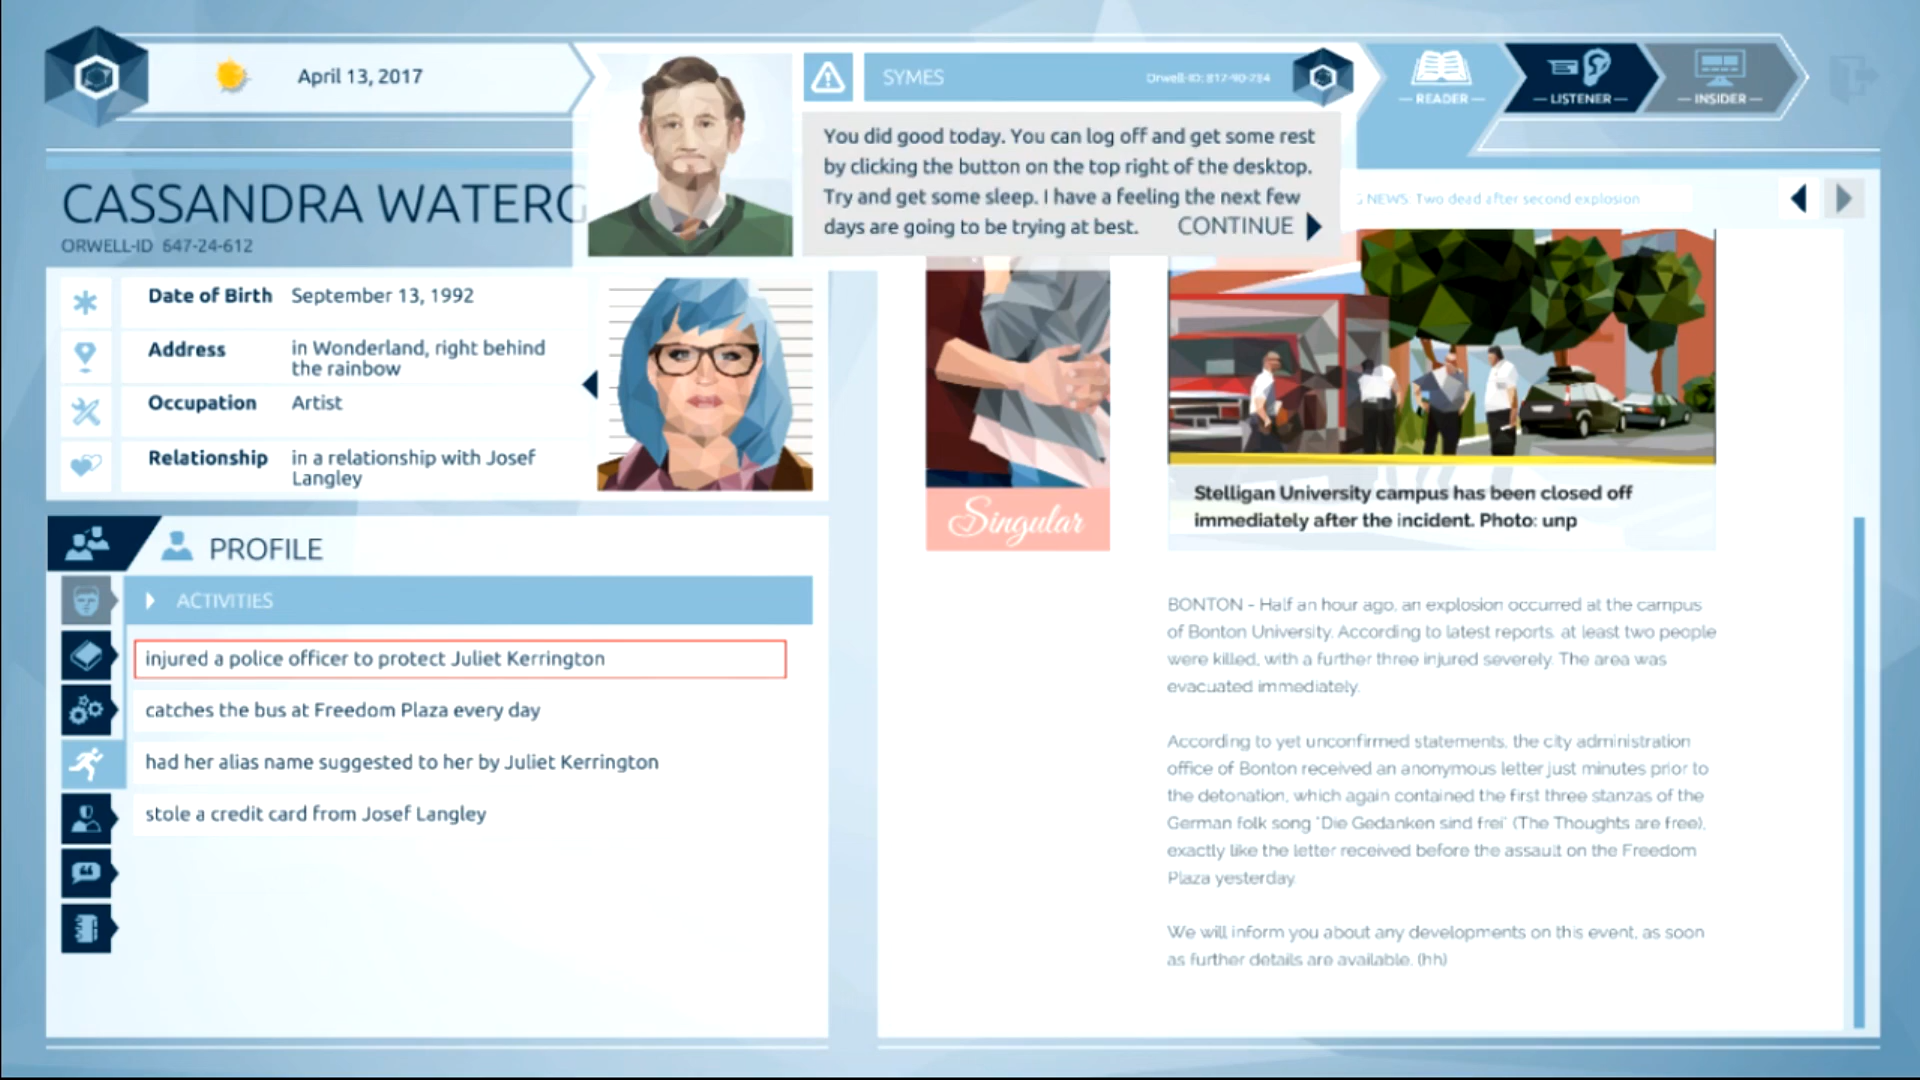 April 13, 2017
SYMES
Orwell-ID: 812-90-784
READER
LISTENER
INSIDER
You did good today. You can log off and get some rest
by clicking the button on the top right of the desktop.
Try and get some sleep. I have a feeling the next few
days are going to be trying at best.
CONTINUE
NEWS: Two dead after second explosion
CASSANDRA WATERG
ORWELL-ID 647-24-612
Date of Birth September 13, 1992
Address in Wonderland, right behind
the rainbow
Occupation Artist
Relationship in a relationship with Josef
Langley
PROFILE
ACTIVITIES
injured a police officer to protect Juliet Kerrington
catches the bus at Freedom Plaza every day
had her alias name suggested to her by Juliet Kerrington
stole a credit card from Josef Langley
Singular
Stelligan University campus has been closed off
immediately after the incident. Photo: unp
BONTON - Half an hour ago, an explosion occurred at the campus
of Bonton University. According to latest reports, at least two people
were killed, with a further three injured severely. The area was
evacuated immediately.
According to yet unconfirmed statements, the city administration
office of Bonton received an anonymous letter just minutes prior to
the detonation, which again contained the first three stanzas of the
German folk song "Die Gedanken sind frei" (The Thoughts are free),
exactly like the letter received before the assault on the Freedom
Plaza yesterday.
We will inform you about any developments on this event, as soon
as further details are available. (hh)